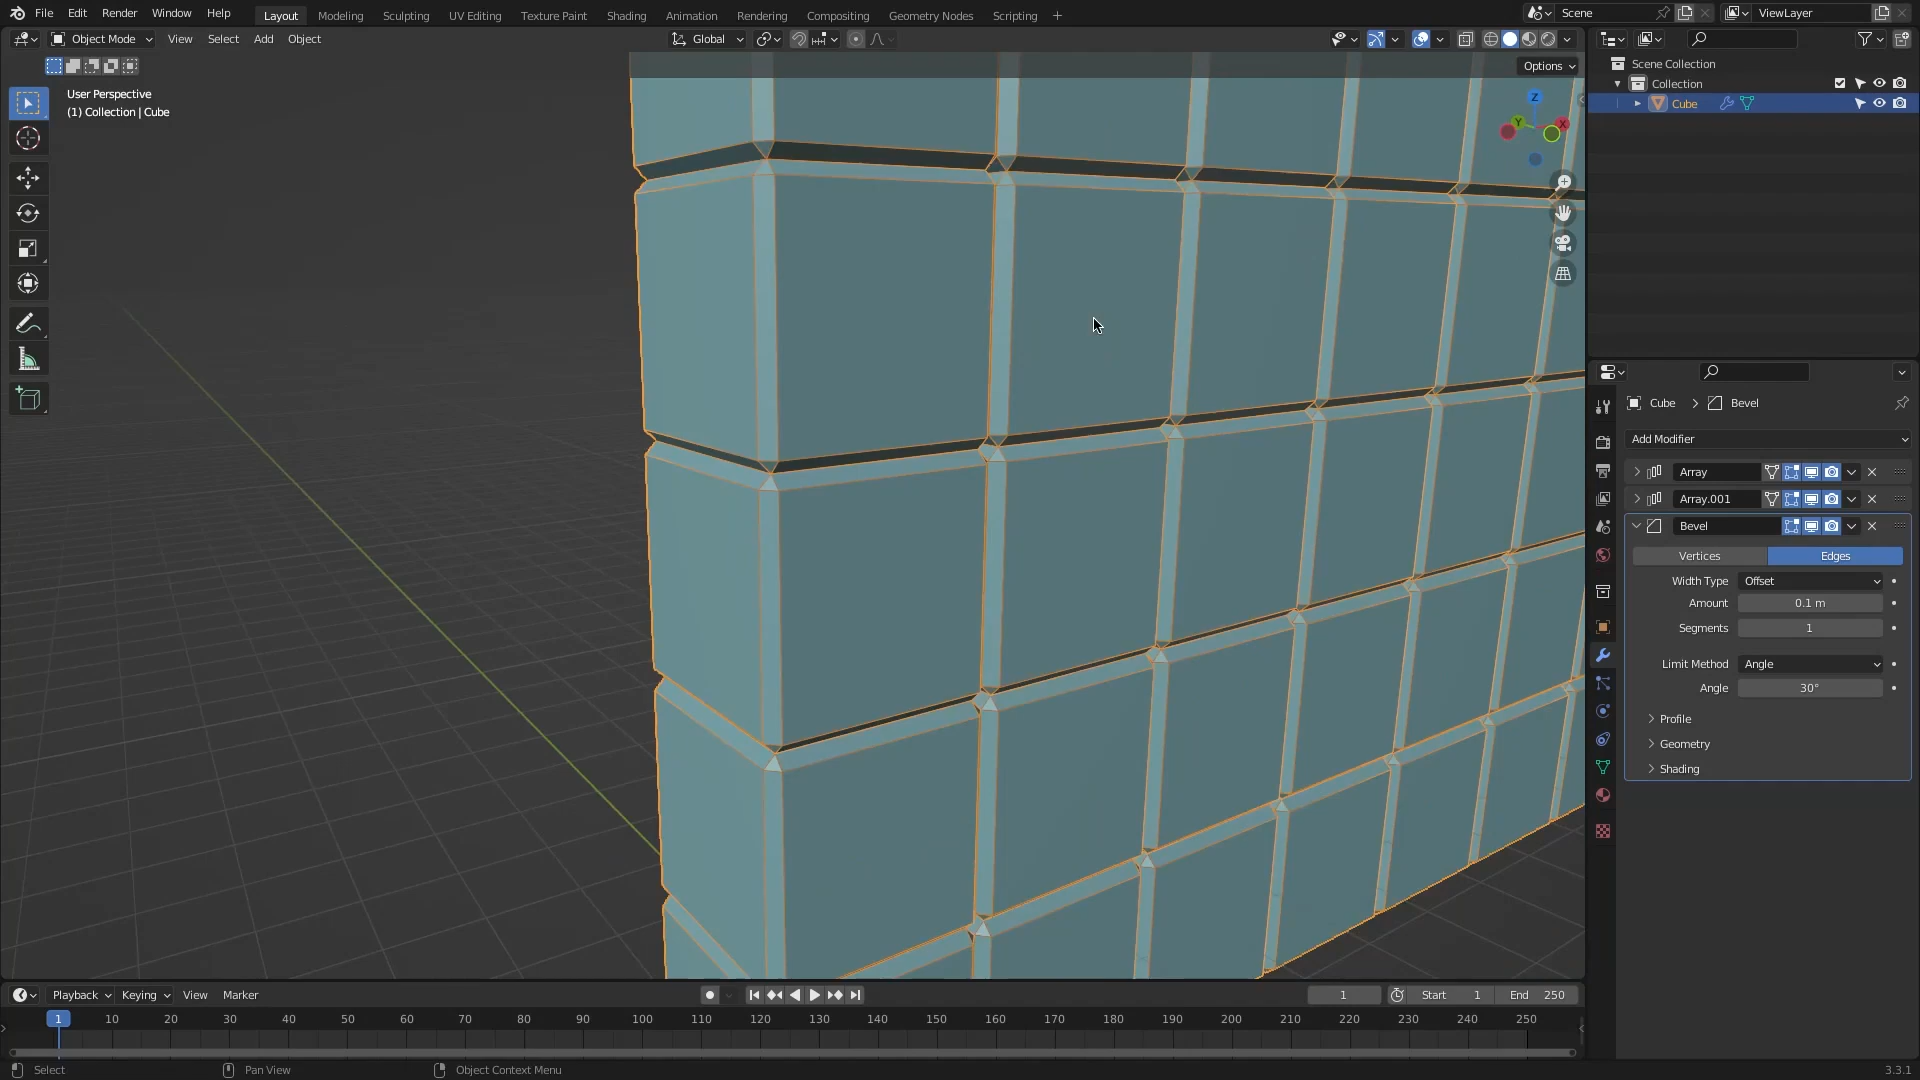 File Edit Render Window Help
Layout Modeling Sculpting UV Editing Texture Paint Shading Animation Rendering Compositing Geometry Nodes Scripting +
Scene
ViewLayer
Object Mode View Select Add Object
Global
Options
User Perspective
(1) Collection | Cube
Z
Y
X
Scene Collection
Collection
Cube
Cube > Bevel
Add Modifier
Array
Array.001
Bevel
Vertices Edges
Width Type Offset
Amount 0.1 m
Segments 1
Limit Method Angle
Angle 30°
Profile
Geometry
Shading
Playback Keying View Marker
1
Start 1
End 250
1 10 20 30 40 50 60 70 80 90 100 110 120 130 140 150 160 170 180 190 200 210 220 230 240 250
Select
Pan View
Object Context Menu
3.3.1